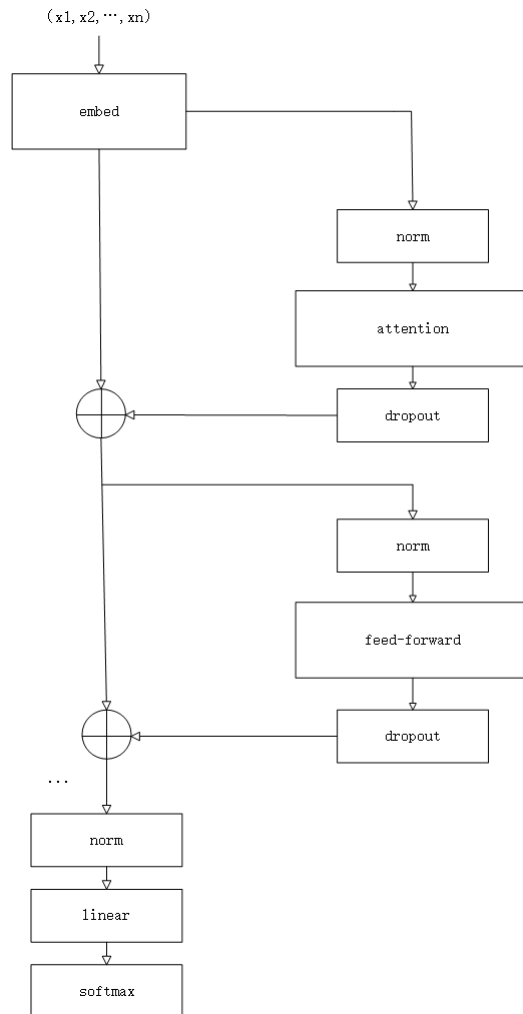 (x1,x2,…,xn)
embed
norm
attention
dropout
norm
feed-forward
dropout
...
norm
linear
softmax